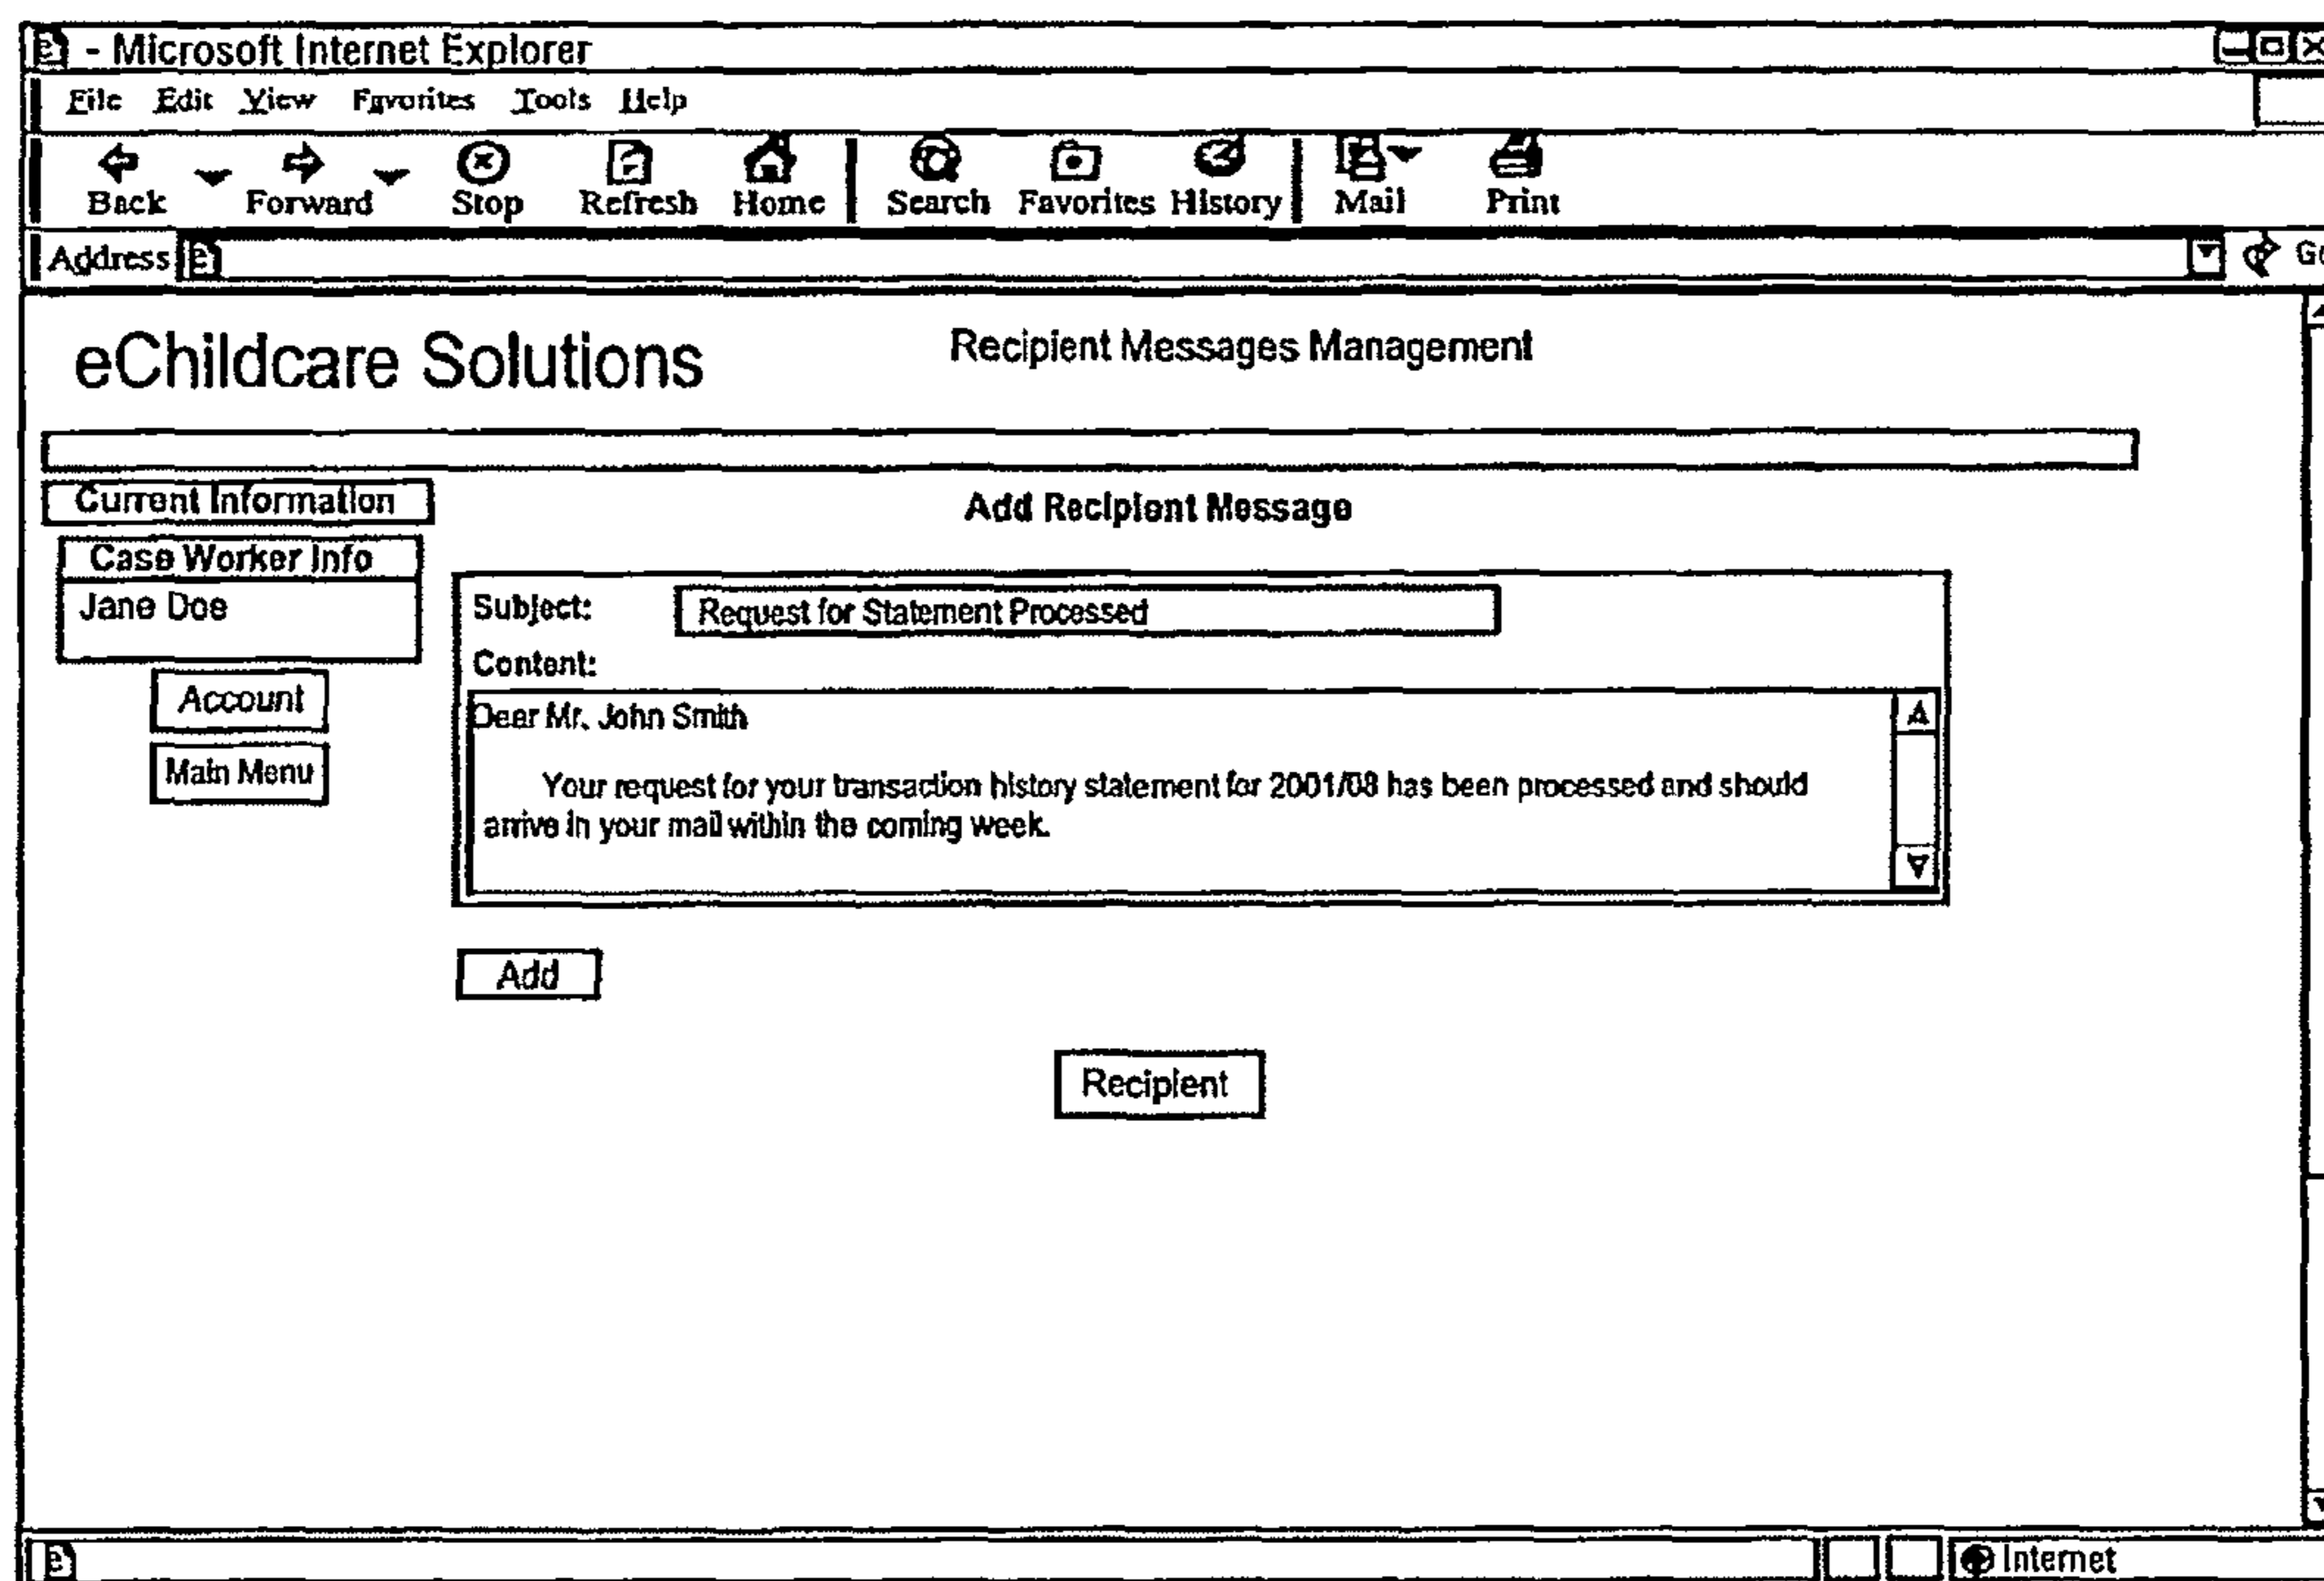 - Microsoft Internet Explorer
File Edit View Favorites Tools Help
Back Forward Stop Refresh Home Search Favorites History Mail Print
Address
eChildcare Solutions
Recipient Messages Management
Current Information
Add Recipient Message
Case Worker Info
Jane Doe
Subject: Request for Statement Processed
Content:
Account
Main Menu
Dear Mr. John Smith
Your request for your transaction history statement for 2001/08 has been processed and should
arrive in your mail within the coming week.
Add
Recipient
Internet